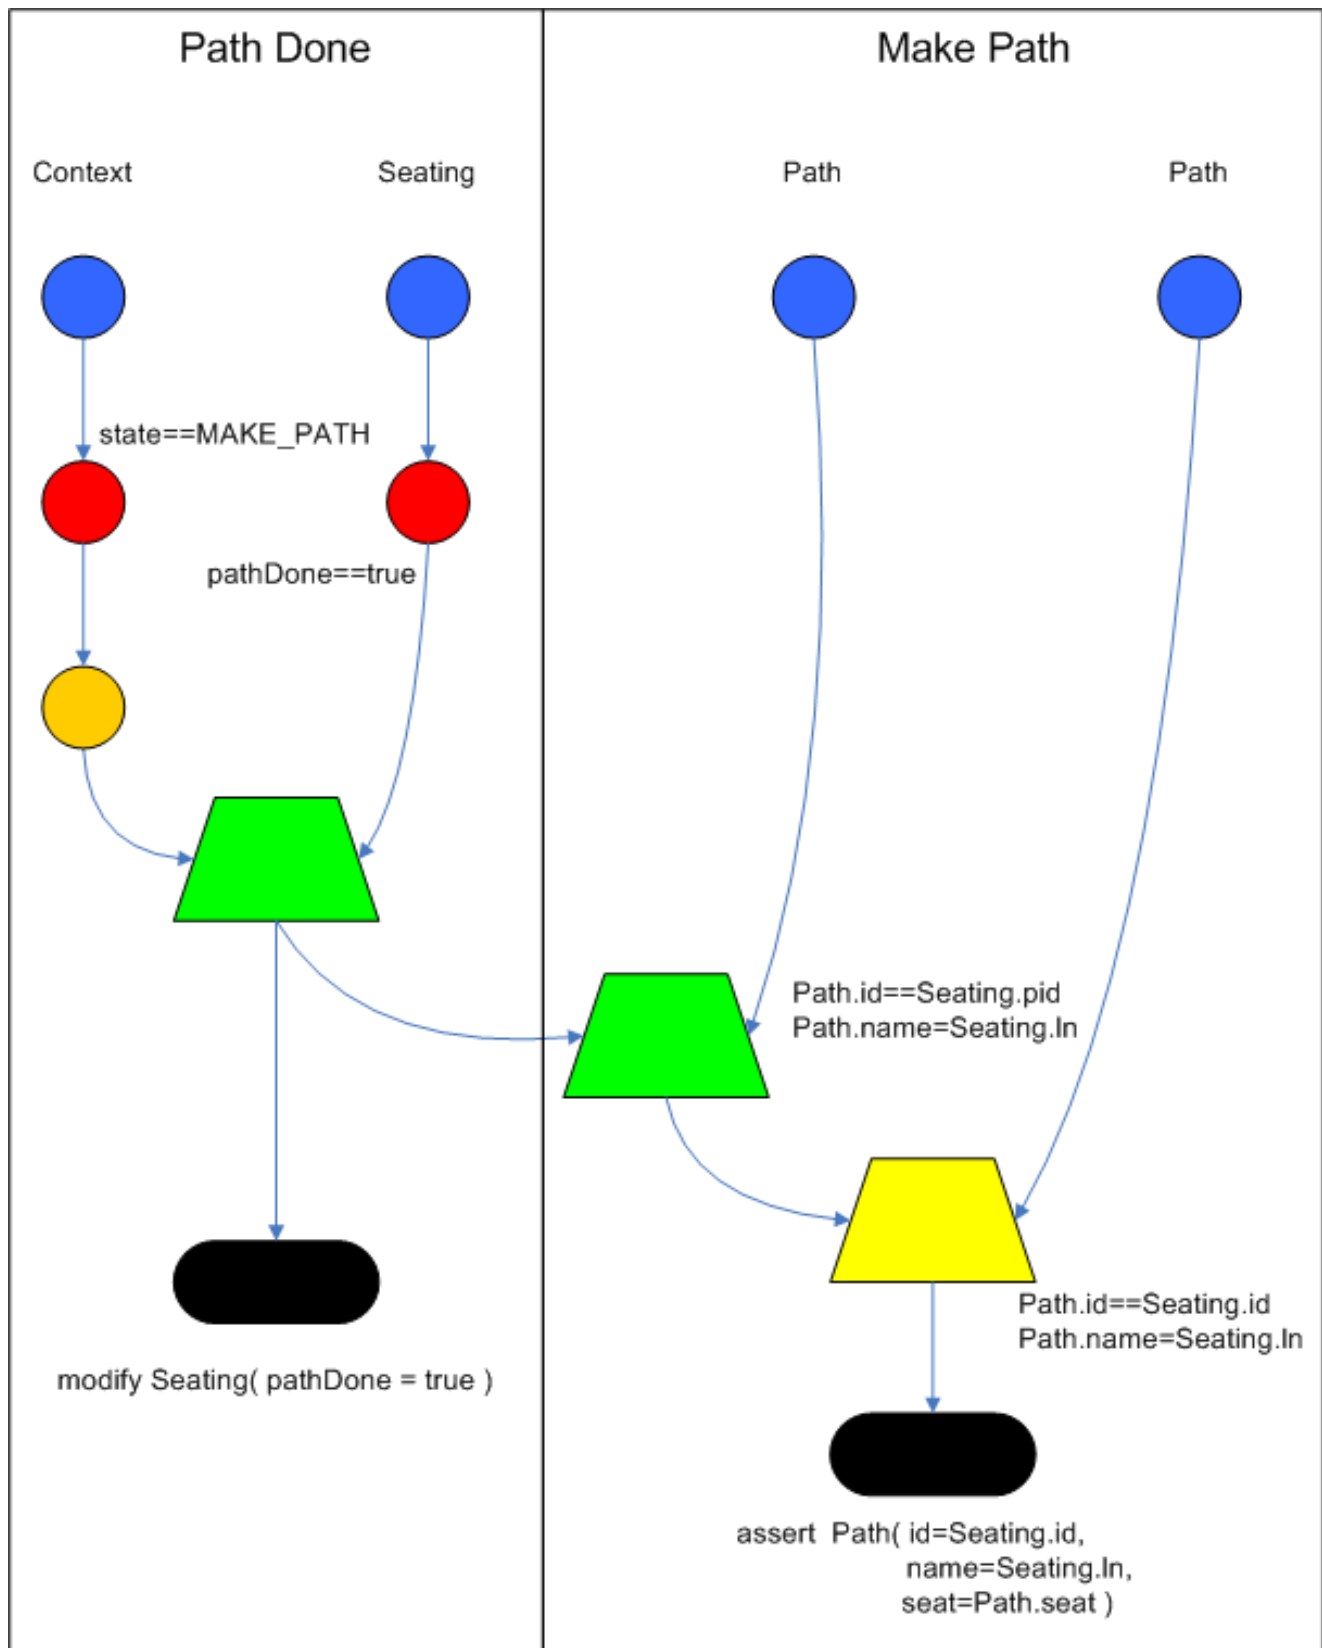 Path Done
Make Path
Context
Seating
Path
Path
state==MAKE_PATH
pathDone==true
Path.id==Seating.pid
Path.name=Seating.ln
Path.id==Seating.id
Path.name=Seating.ln
modify Seating( pathDone = true )
assert Path( id=Seating.id,
name=Seating.ln,
seat=Path.seat )